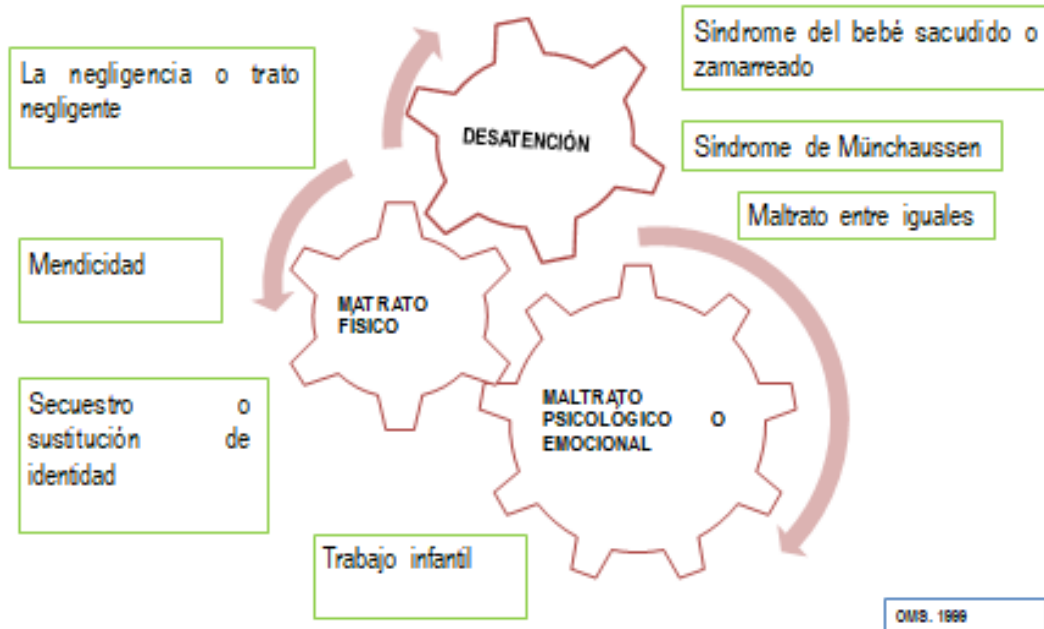 La negligencia o trato
negligente
DESATENCIÓN
Síndrome del bebé sacudido o
zamarreado
Síndrome de Münchaussen
Maltrato entre iguales
Mendicidad
MATRATO
FÍSICO
Secuestro o
sustitución de
identidad
MALTRATO
PSICOLÓGICO O
EMOCIONAL
Trabajo infantil
OMS. 1999